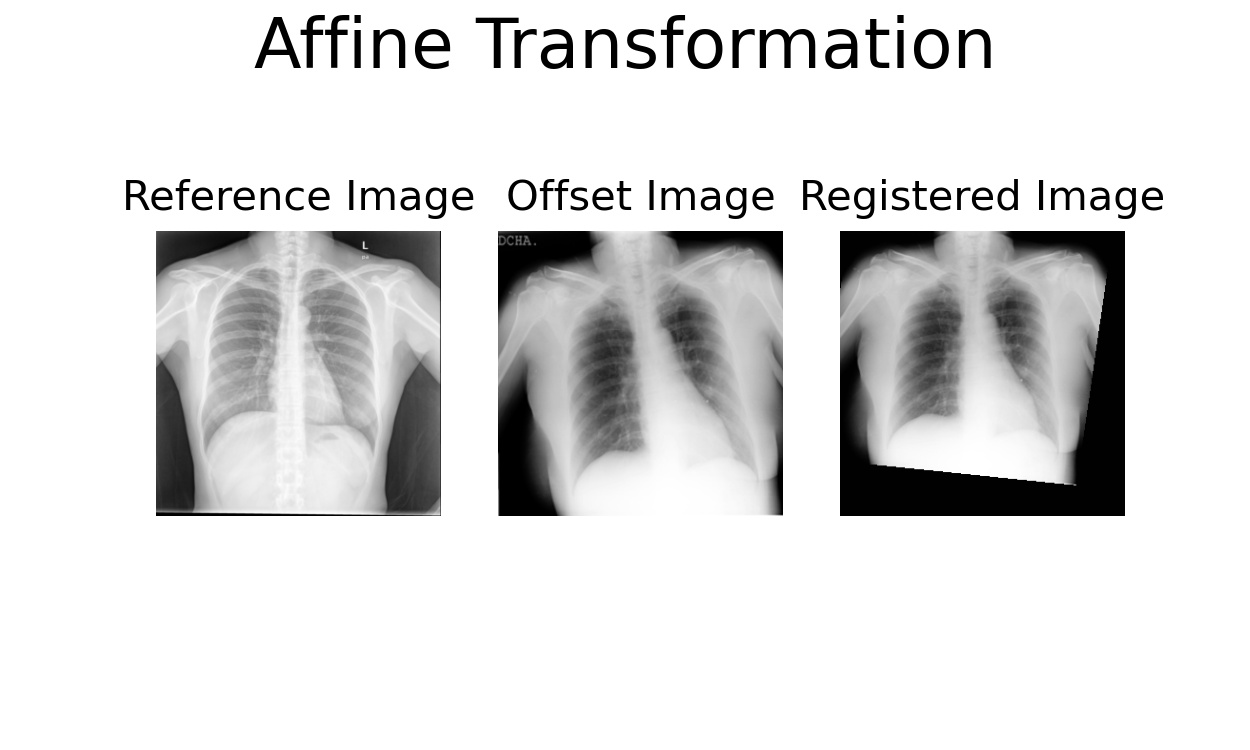 Affine Transformation
Reference Image Offset Image Registered Image
L
DCHA.